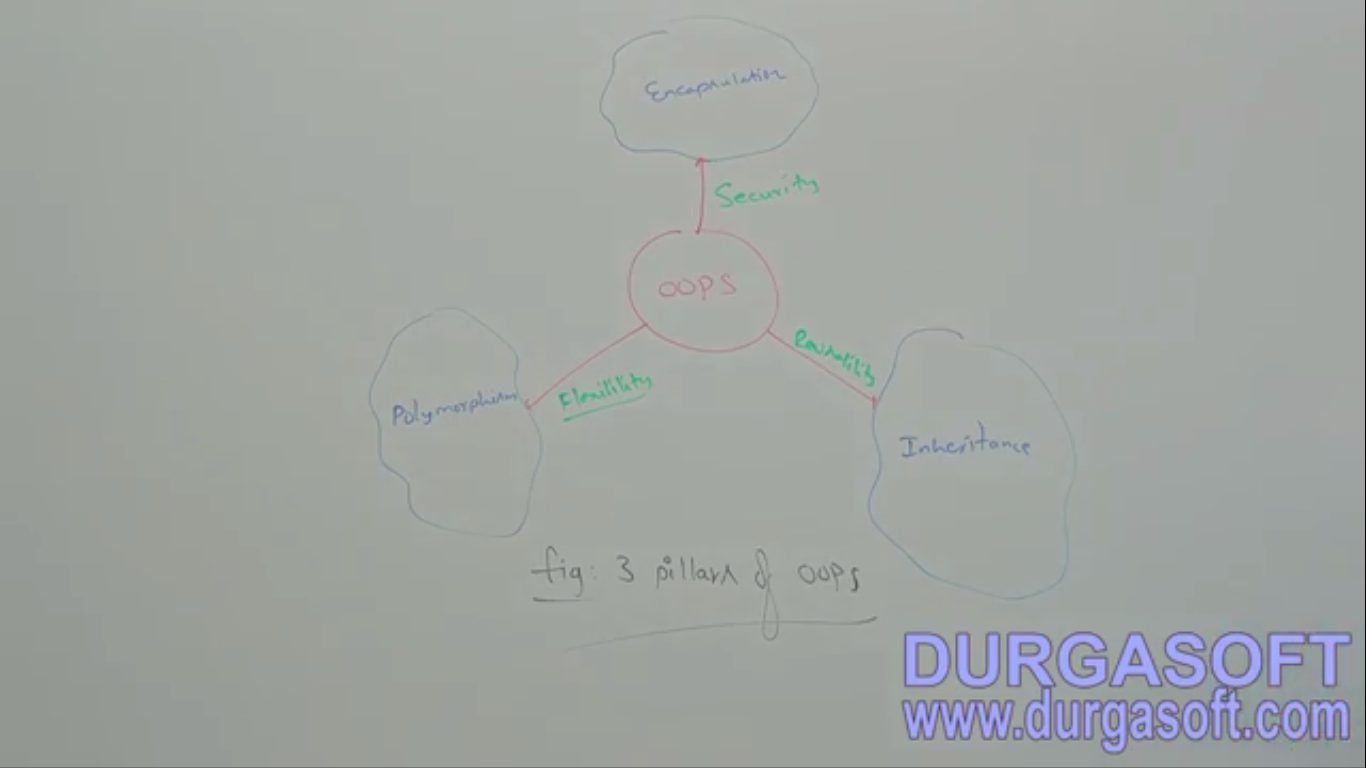 Encapsulation
Security
OOPS
Reusability
Flexibility
Polymorphism
Inheritance
fig: 3 pillars of OOPs
DURGASOFT
www.durgasoft.com